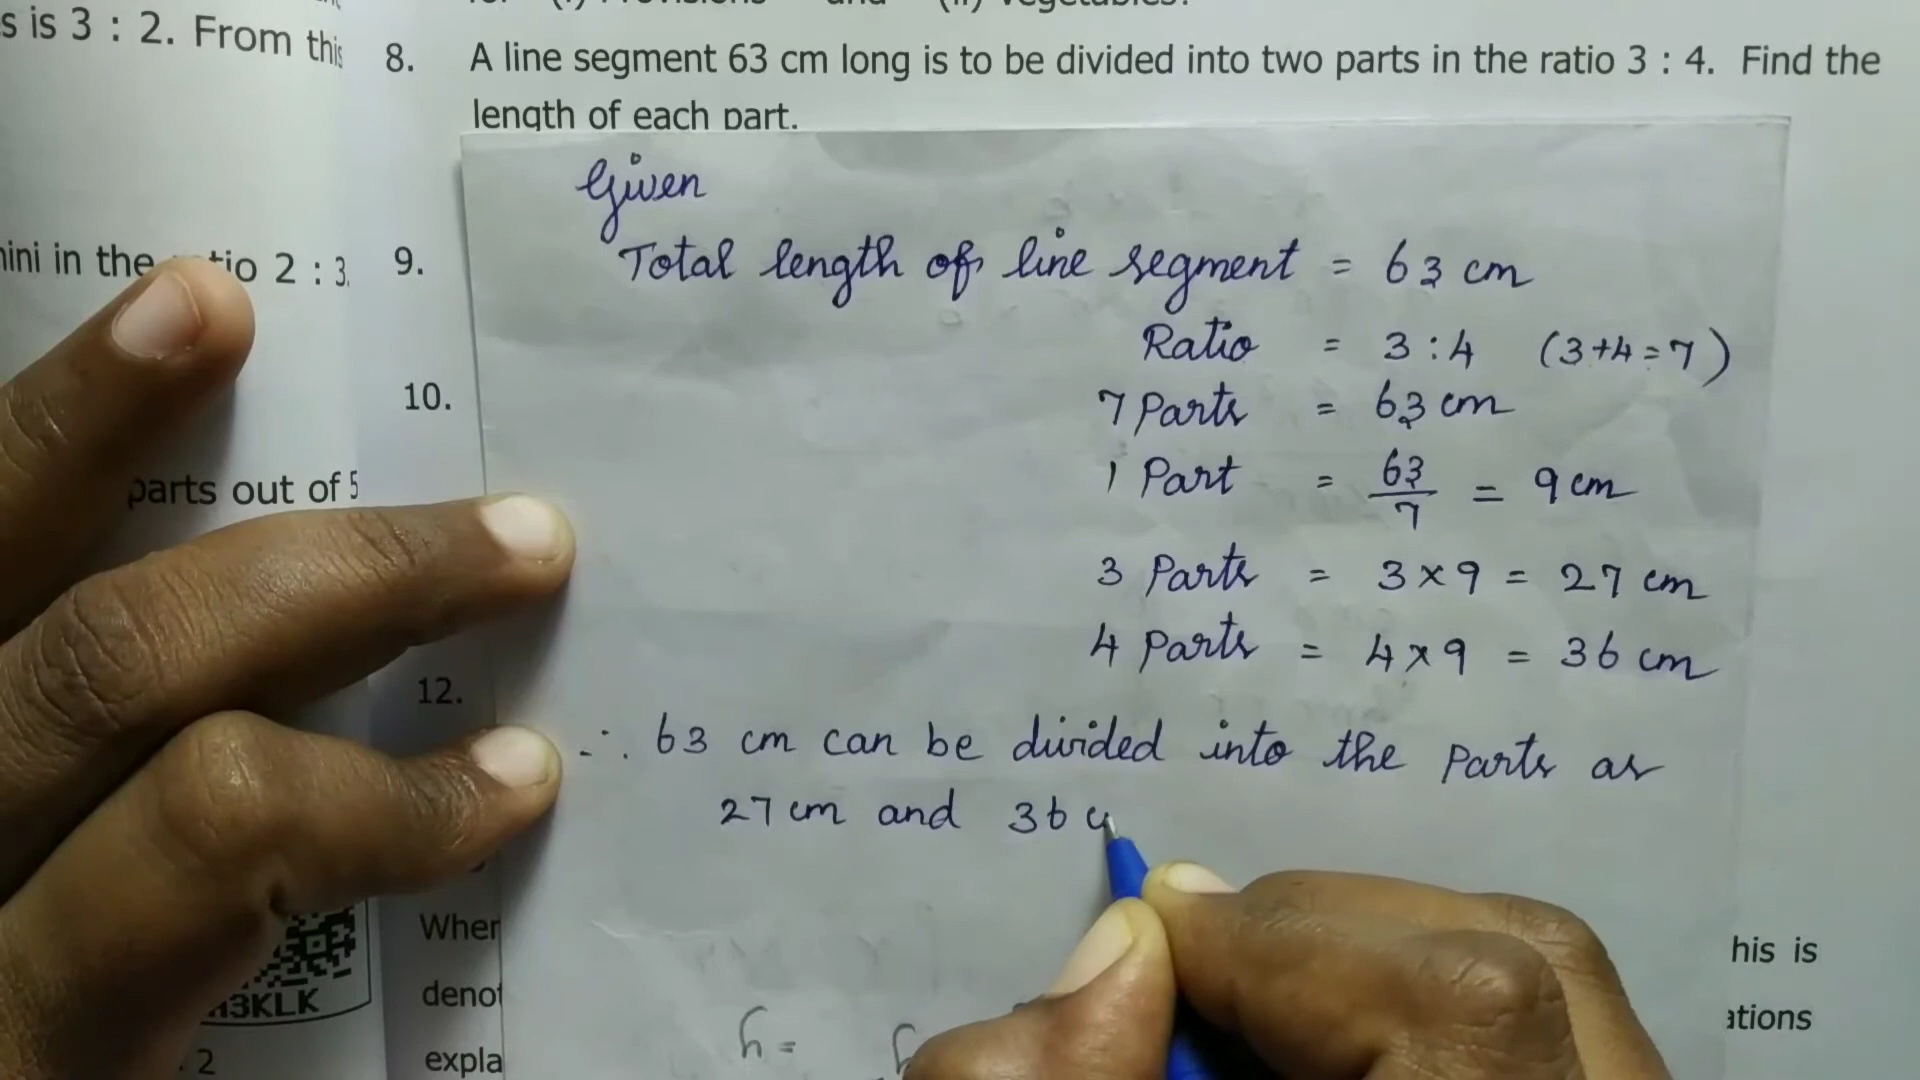 s is 3 : 2. From this
ini in the
tio 2 : 3.
parts out of 5
H3KLK
. 2
8. A line segment 63 cm long is to be divided into two parts in the ratio 3 : 4. Find the
length of each part.
9.
10.
12.
Given
Total length of line segment = 63 cm
Ratio = 3 : 4 (3+4=7)
7 Parts = 63 cm
1 Part = 63/7 = 9 cm
3 Parts = 3 x 9 = 27 cm
4 Parts = 4 x 9 = 36 cm
∴ 63 cm can be divided into the Parts as
27 cm and 36 c
Wher
his is
denot
ations
expla